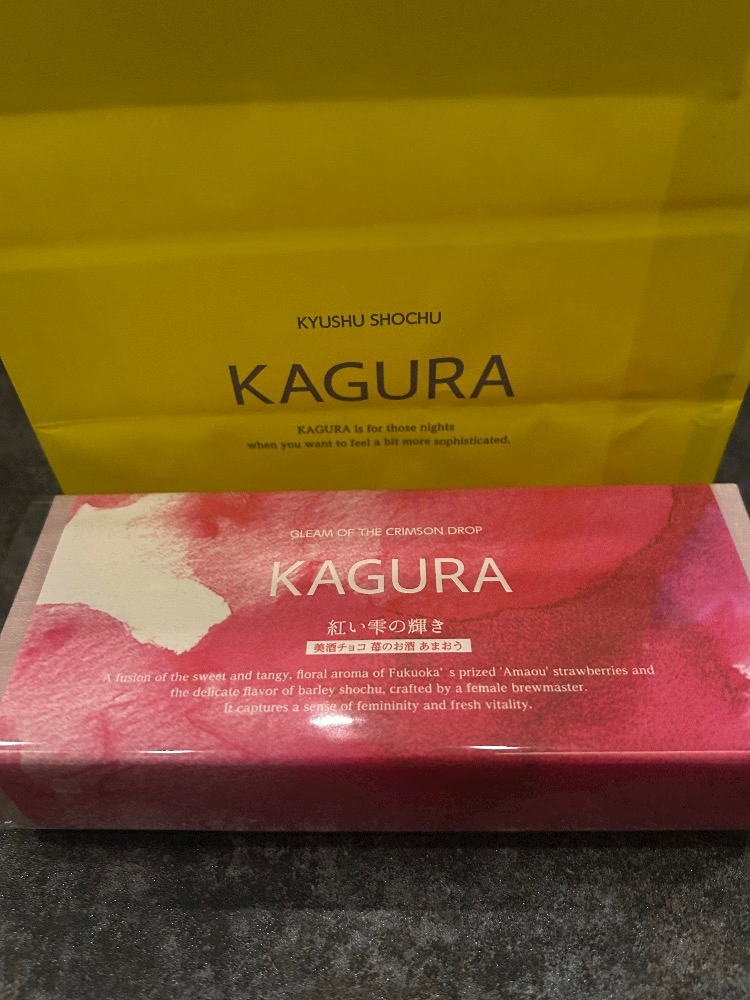 KYUSHU SHOCHU
KAGURA
KAGURA is for those nights
when you want to feel a bit more sophisticated.
GLEAM OF THE CRIMSON DROP
KAGURA
紅い雫の輝き
美酒チョコ 苺のお酒 あまおう
A fusion of the sweet and tangy, floral aroma of Fukuoka’ s prized 'Amaou' strawberries and
the delicate flavor of barley shochu, crafted by a female brewmaster.
It captures a sense of femininity and fresh vitality.